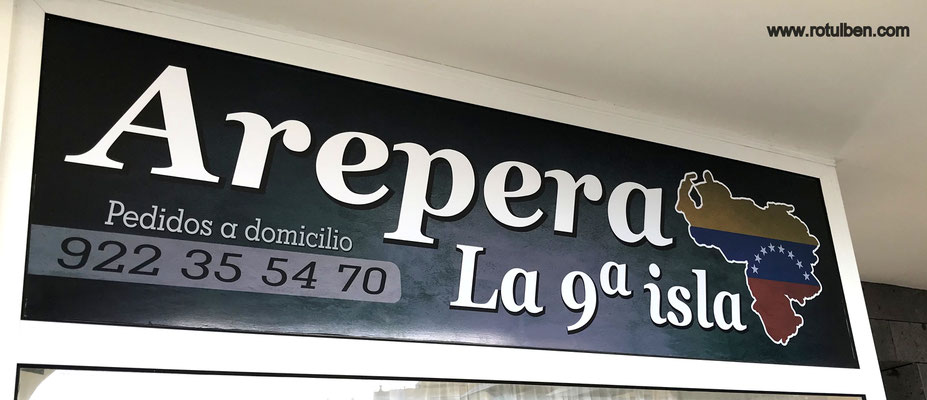 www.rotulben.com
Arepera
Pedidos a domicilio
922 35 54 70
La 9ª isla